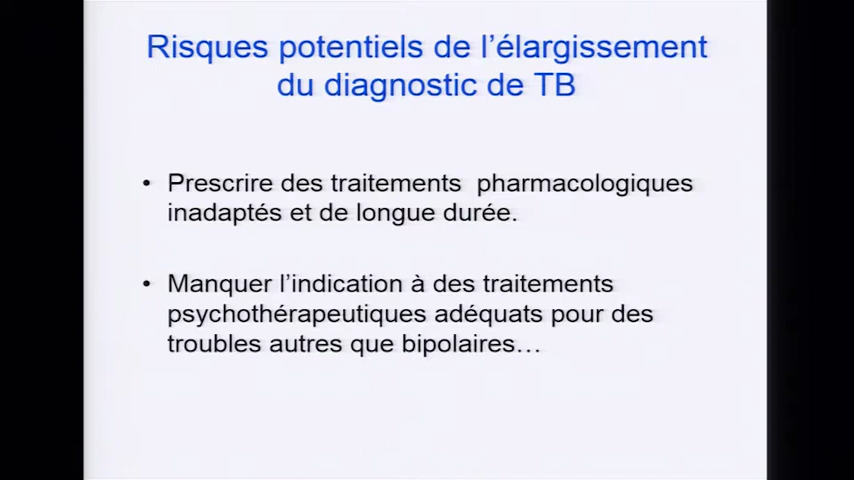 Risques potentiels de l'élargissement
du diagnostic de TB
• Prescrire des traitements pharmacologiques
inadaptés et de longue durée.
• Manquer l'indication à des traitements
psychothérapeutiques adéquats pour des
troubles autres que bipolaires…